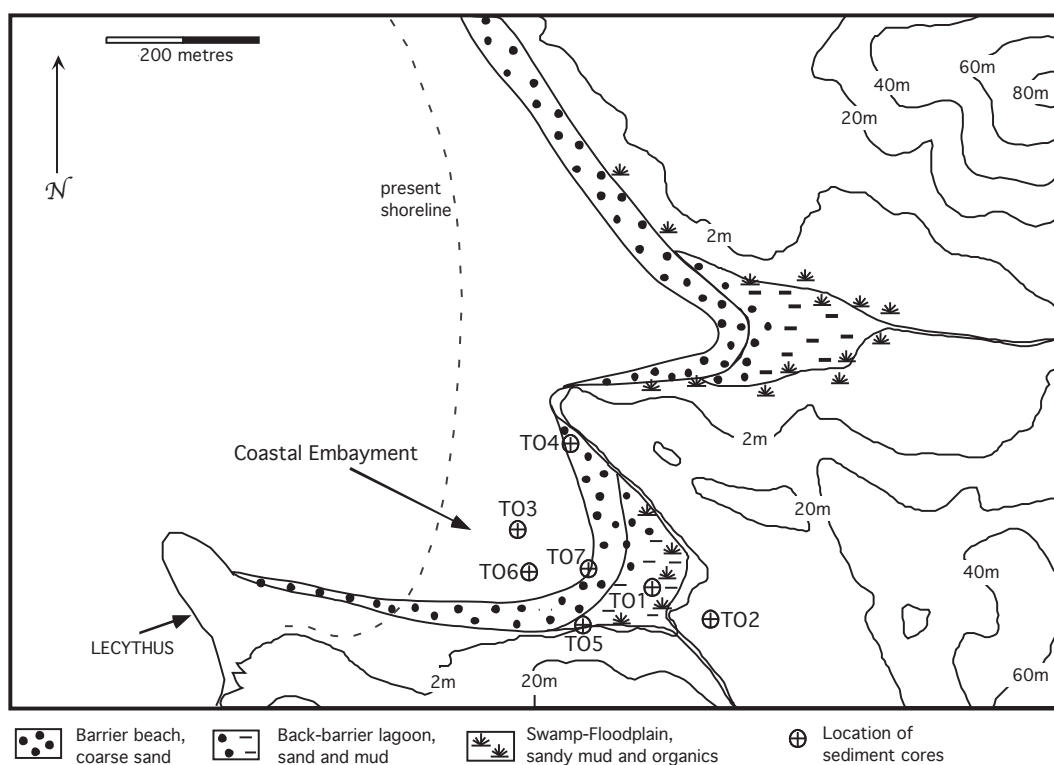 200 metres
60m
40m
80m
20m
N
present
shoreline
2m
TO4
2m
Coastal Embayment
20m
TO3
TO7
TO6
40m
TO1
TO2
LECYTHUS
TO5
2m
20m
60m
Barrier beach,
coarse sand
Back-barrier lagoon,
sand and mud
Swamp-Floodplain,
sandy mud and organics
Location of
sediment cores